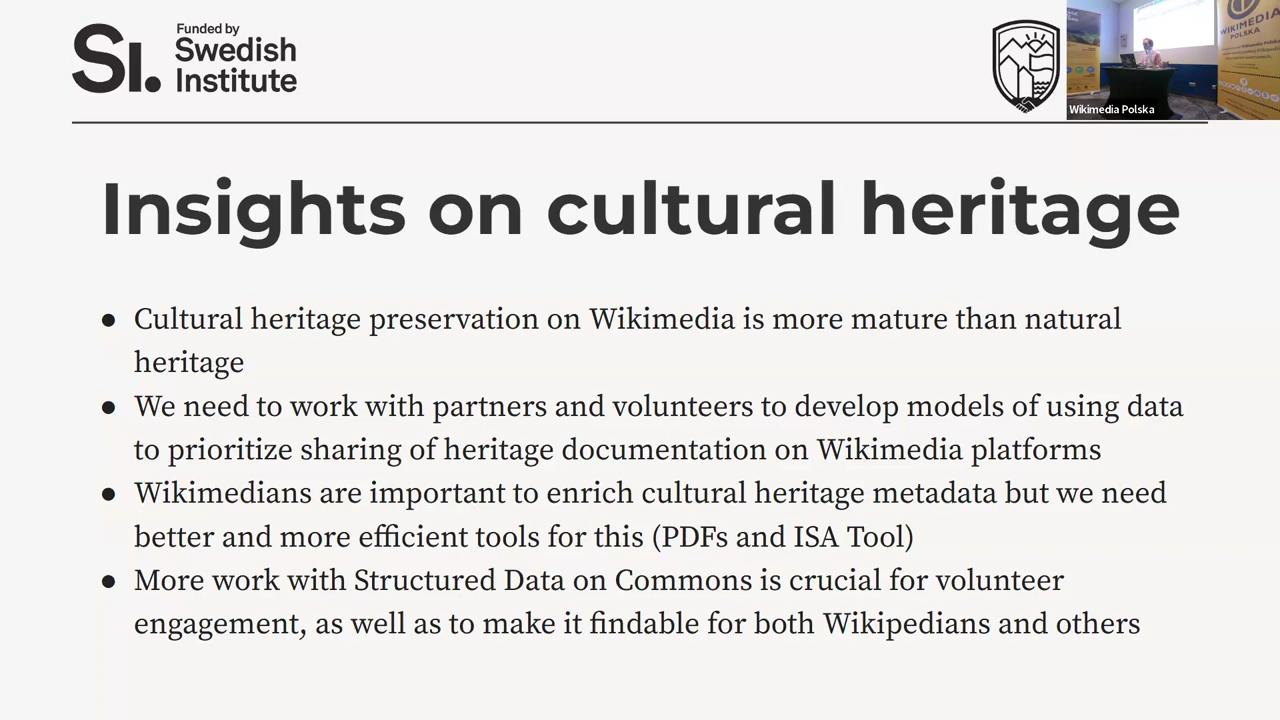 SI.
Funded by
Swedish
Institute
WIKIMEDIA
POLSKA
Wikimedia Polska
Insights on cultural heritage
● Cultural heritage preservation on Wikimedia is more mature than natural
heritage
● We need to work with partners and volunteers to develop models of using data
to prioritize sharing of heritage documentation on Wikimedia platforms
● Wikimedians are important to enrich cultural heritage metadata but we need
better and more efficient tools for this (PDFs and ISA Tool)
● More work with Structured Data on Commons is crucial for volunteer
engagement, as well as to make it findable for both Wikipedians and others